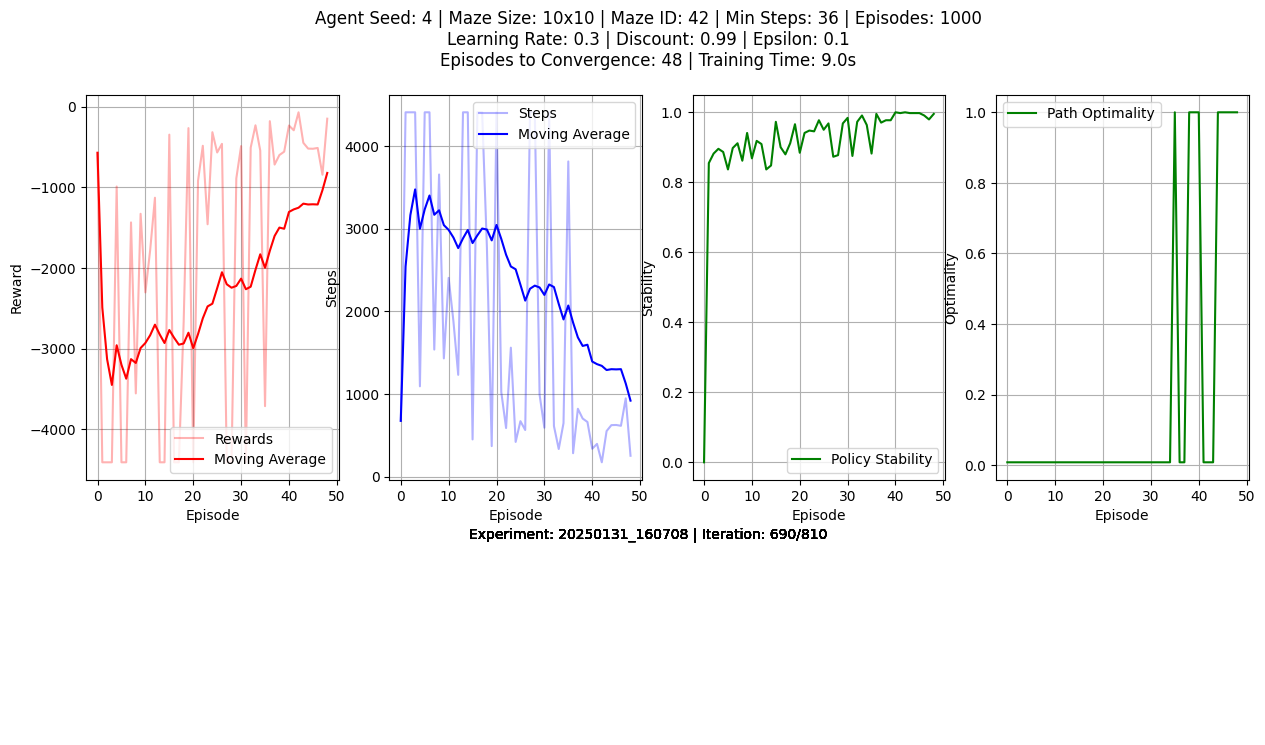 Agent Seed: 4 | Maze Size: 10x10 | Maze ID: 42 | Min Steps: 36 | Episodes: 1000
Learning Rate: 0.3 | Discount: 0.99 | Epsilon: 0.1
Episodes to Convergence: 48 | Training Time: 9.0s
Reward
0
−1000
−2000
−3000
−4000
Rewards
Moving Average
0 10 20 30 40 50
Episode
Steps
4000
3000
2000
1000
0
Steps
Moving Average
0 10 20 30 40 50
Episode
Stability
1.0
0.8
0.6
0.4
0.2
0.0
Policy Stability
0 10 20 30 40 50
Episode
Optimality
1.0
0.8
0.6
0.4
0.2
0.0
Path Optimality
0 10 20 30 40 50
Episode
Experiment: 20250131_160708 | Iteration: 690/810